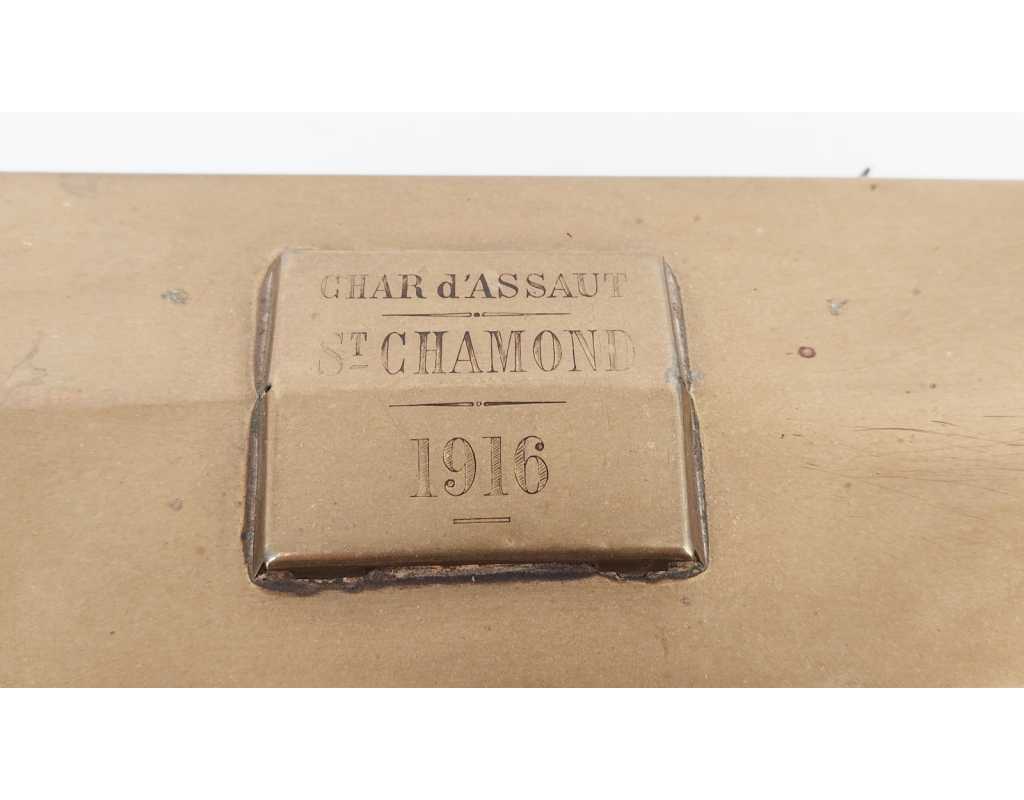 CHAR d'ASSAUT
ST CHAMOND
1916